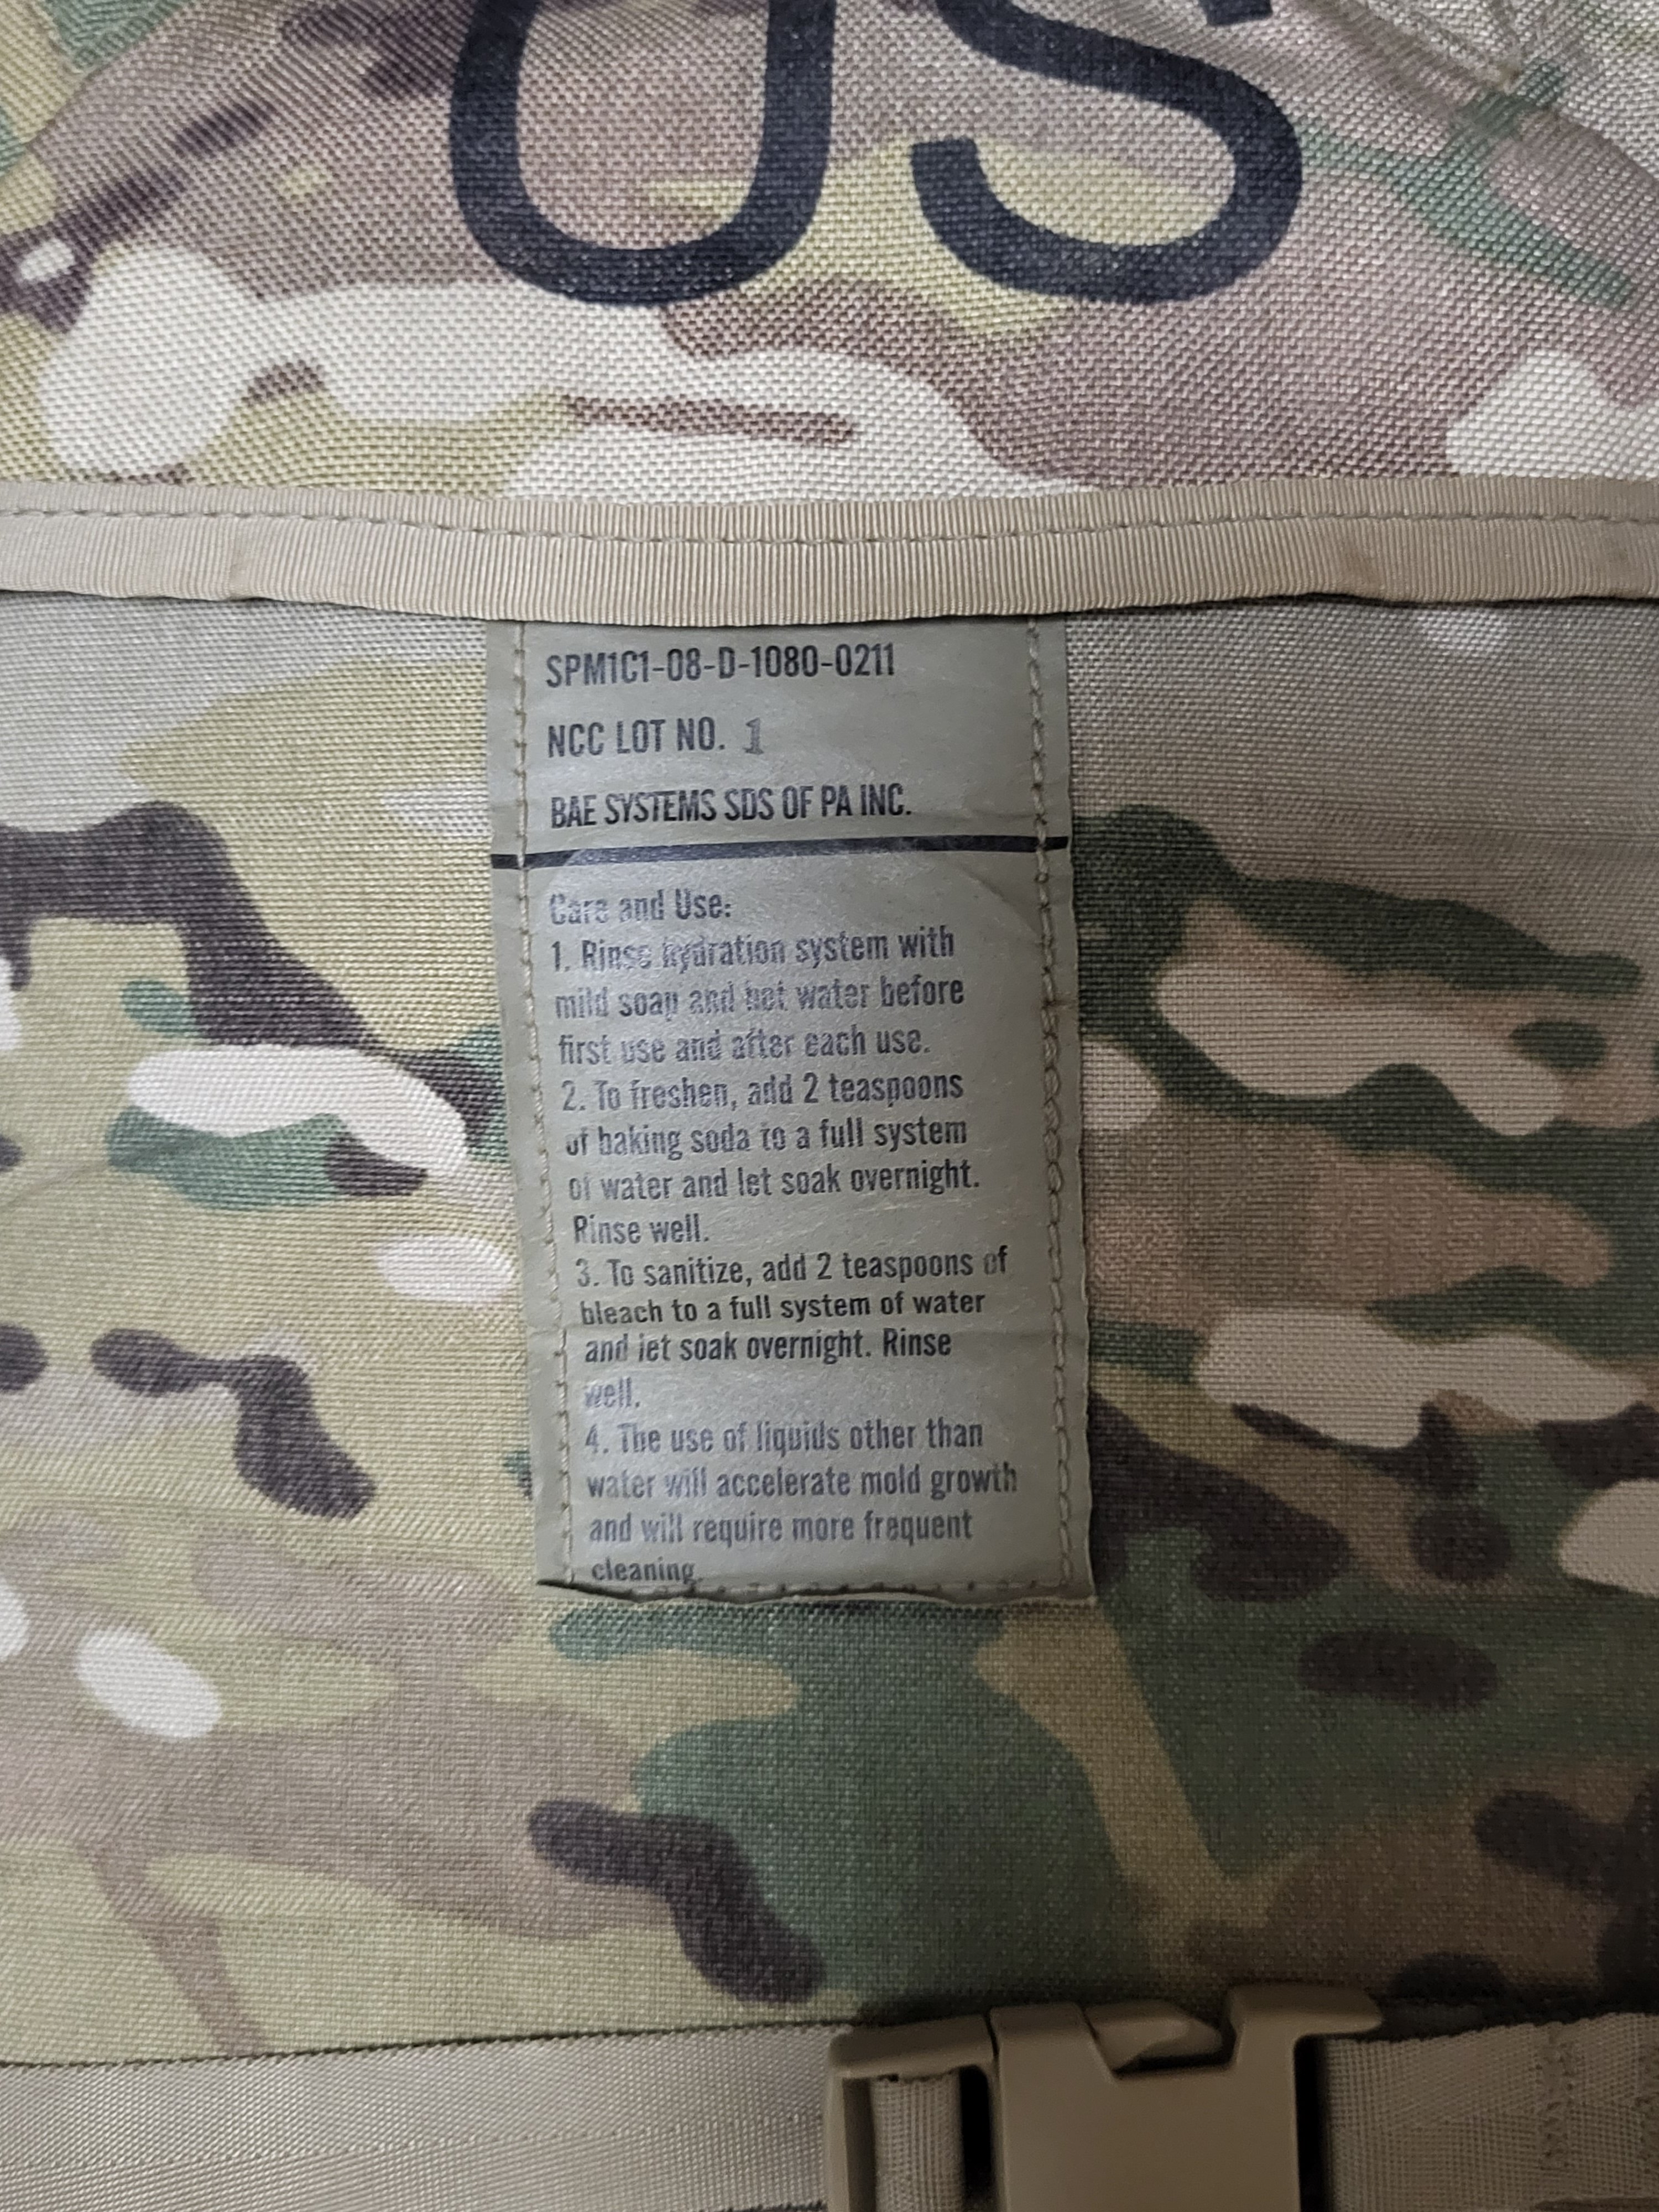 US
SPM1C1-08-D-1080-0211
NCC LOT NO. 1
BAE SYSTEMS SDS OF PA INC.
Care and Use:
1. Rinse hydration system with
mild soap and hot water before
first use and after each use.
2. To freshen, add 2 teaspoons
of baking soda to a full system
of water and let soak overnight.
Rinse well.
3. To sanitize, add 2 teaspoons of
bleach to a full system of water
and let soak overnight. Rinse
well.
4. The use of liquids other than
water will accelerate mold growth
and will require more frequent
cleaning.